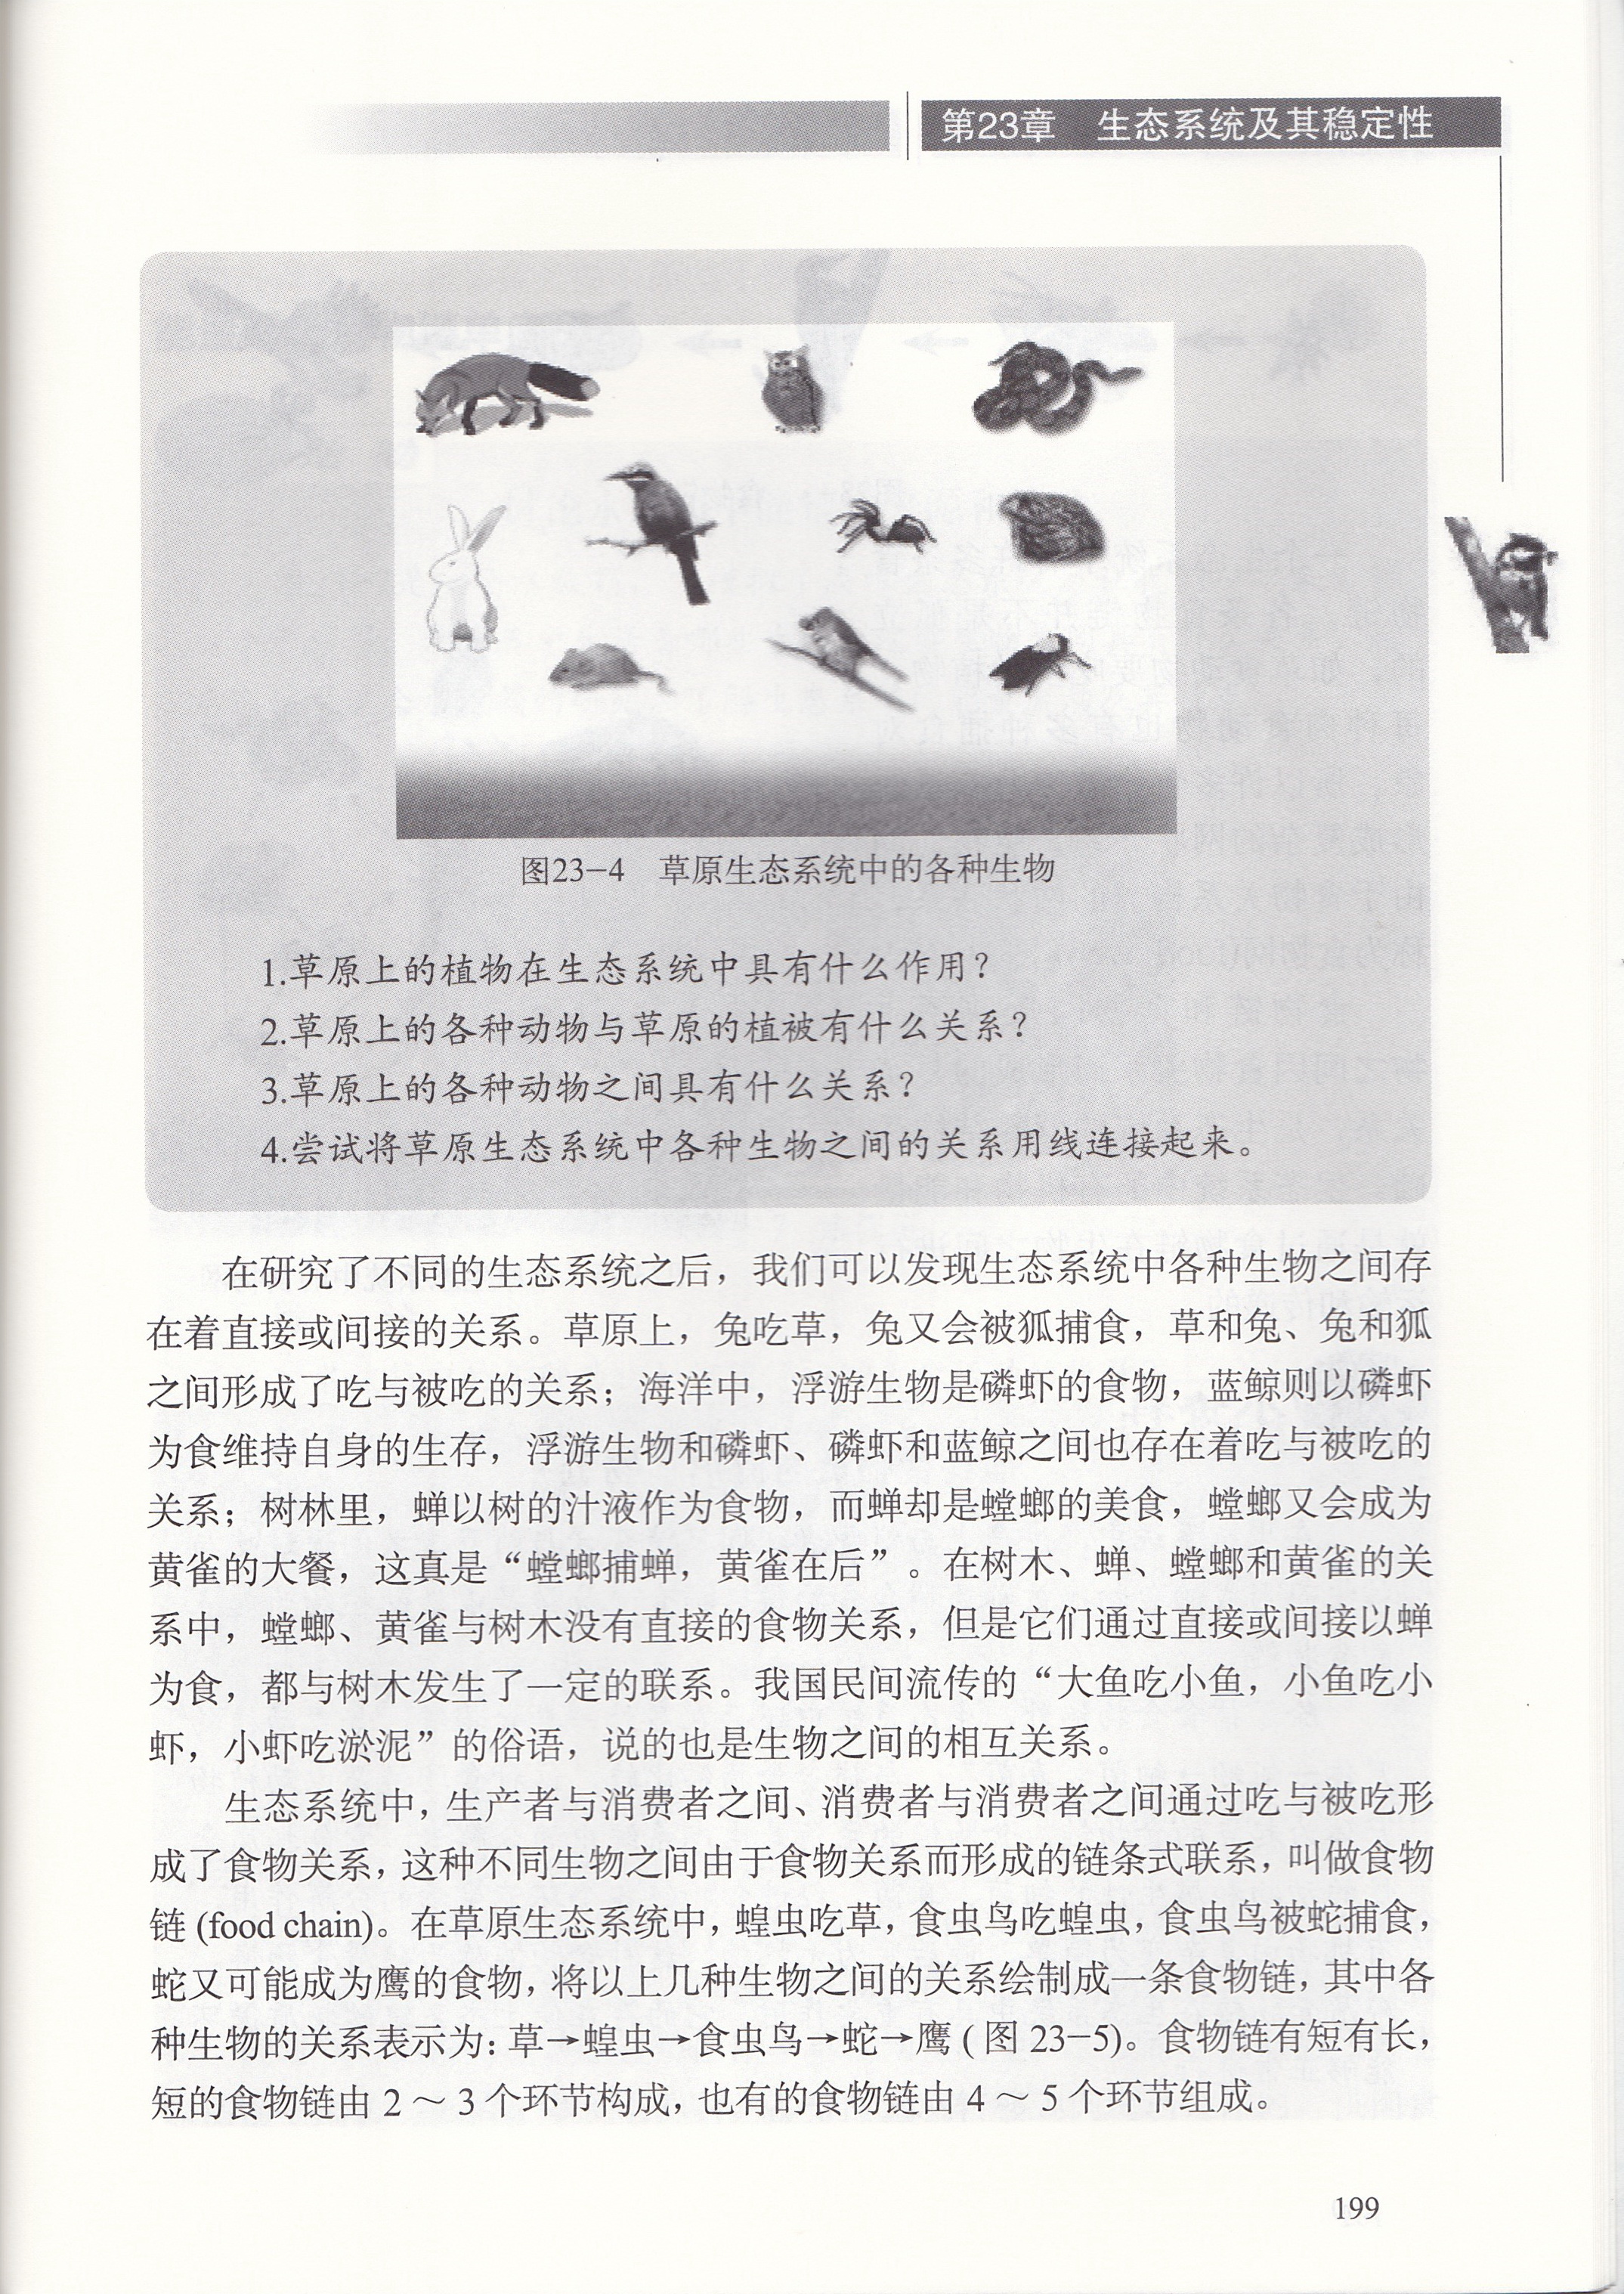 第23章　生态系统及其稳定性
图23-4　草原生态系统中的各种生物
1.草原上的植物在生态系统中具有什么作用？
2.草原上的各种动物与草原的植被有什么关系？
3.草原上的各种动物之间具有什么关系？
4.尝试将草原生态系统中各种生物之间的关系用线连接起来。
在研究了不同的生态系统之后，我们可以发现生态系统中各种生物之间存
在着直接或间接的关系。草原上，兔吃草，兔又会被狐捕食，草和兔、兔和狐
之间形成了吃与被吃的关系；海洋中，浮游生物是磷虾的食物，蓝鲸则以磷虾
为食维持自身的生存，浮游生物和磷虾、磷虾和蓝鲸之间也存在着吃与被吃的
关系；树林里，蝉以树的汁液作为食物，而蝉却是螳螂的美食，螳螂又会成为
黄雀的大餐，这真是“螳螂捕蝉，黄雀在后”。在树木、蝉、螳螂和黄雀的关
系中，螳螂、黄雀与树木没有直接的食物关系，但是它们通过直接或间接以蝉
为食，都与树木发生了一定的联系。我国民间流传的“大鱼吃小鱼，小鱼吃小
虾，小虾吃淤泥”的俗语，说的也是生物之间的相互关系。
生态系统中，生产者与消费者之间、消费者与消费者之间通过吃与被吃形
成了食物关系，这种不同生物之间由于食物关系而形成的链条式联系，叫做食物
链 (food chain)。在草原生态系统中，蝗虫吃草，食虫鸟吃蝗虫，食虫鸟被蛇捕食，
蛇又可能成为鹰的食物，将以上几种生物之间的关系绘制成一条食物链，其中各
种生物的关系表示为：草→蝗虫→食虫鸟→蛇→鹰 ( 图 23-5)。食物链有短有长，
短的食物链由 2 ～ 3 个环节构成，也有的食物链由 4 ～ 5 个环节组成。
199